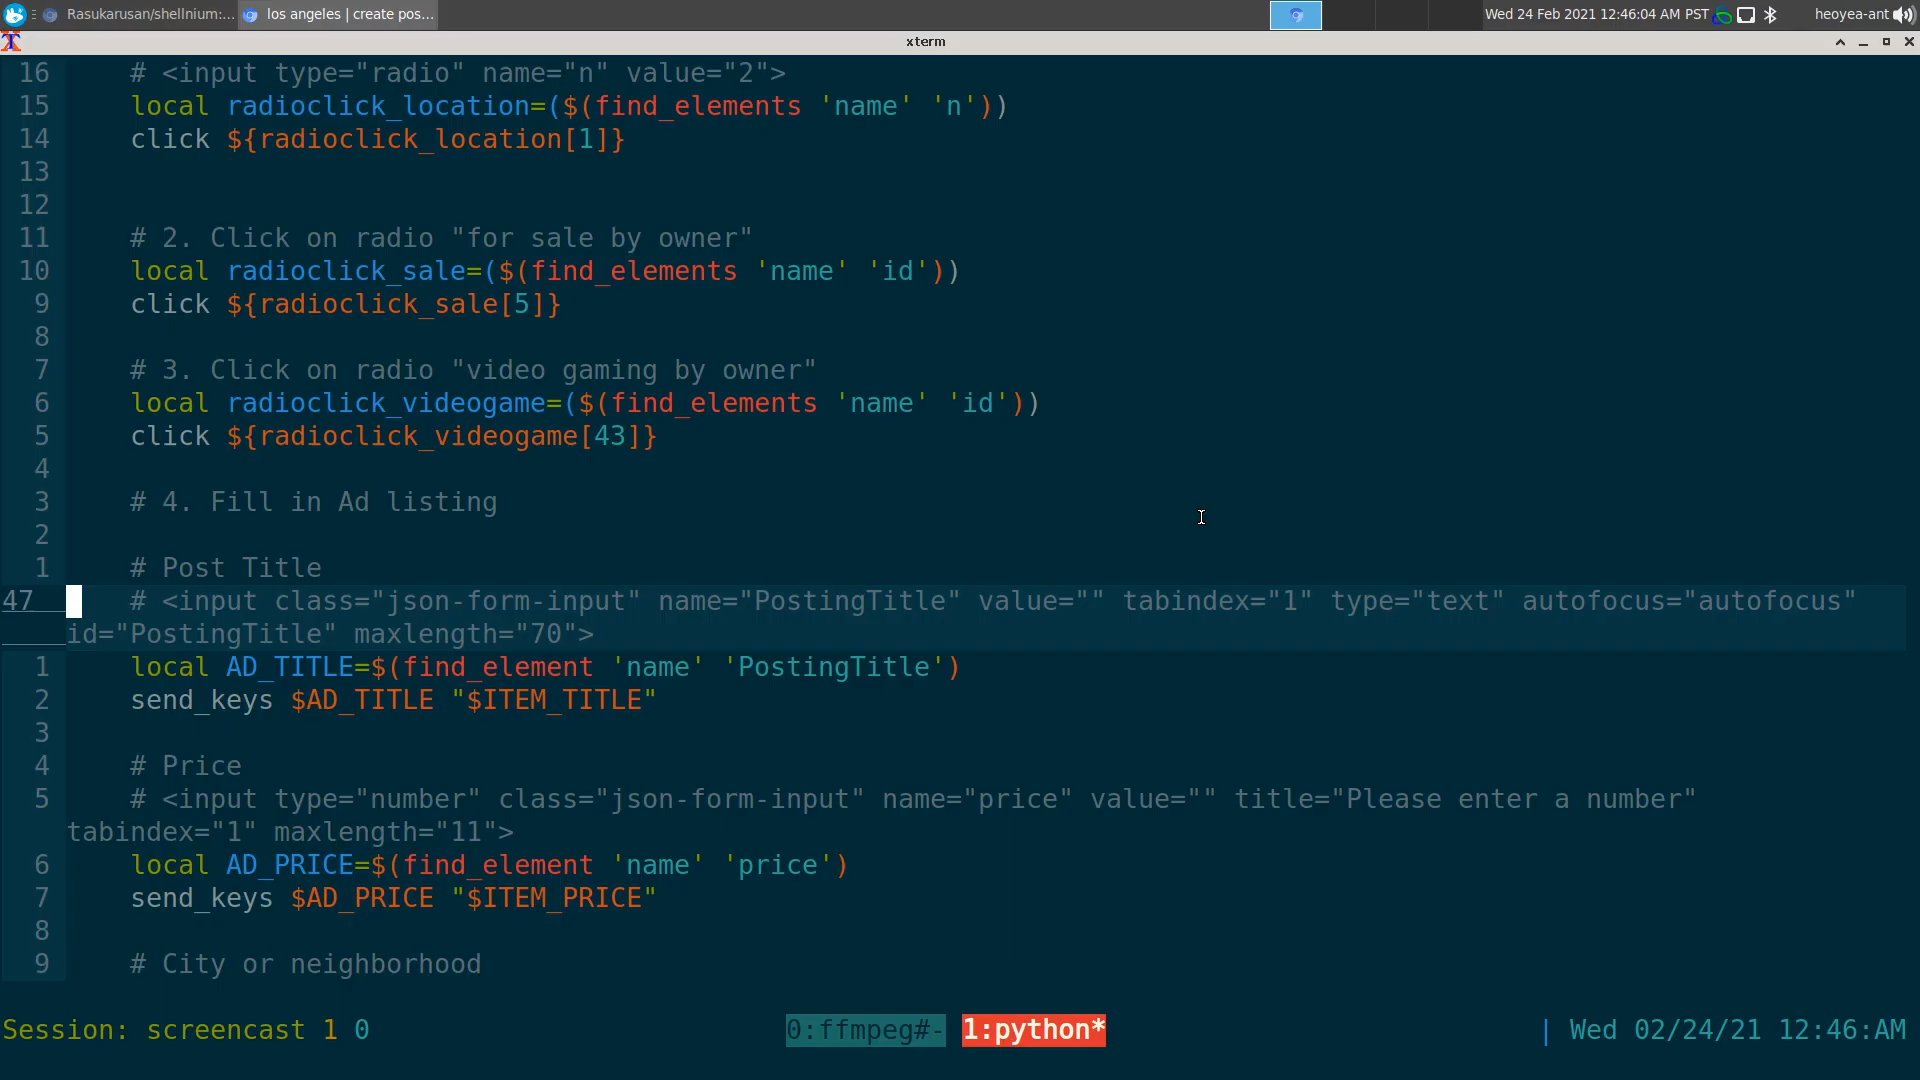 Rasukarusan/shellnium:...
los angeles | create pos...
Wed 24 Feb 2021 12:46:04 AM PST
heoyea-ant
xterm
16 # <input type="radio" name="n" value="2">
15 local radioclick_location=($(find_elements 'name' 'n'))
14 click ${radioclick_location[1]}
13
12
11 # 2. Click on radio "for sale by owner"
10 local radioclick_sale=($(find_elements 'name' 'id'))
9 click ${radioclick_sale[5]}
8
7 # 3. Click on radio "video gaming by owner"
6 local radioclick_videogame=($(find_elements 'name' 'id'))
5 click ${radioclick_videogame[43]}
4
3 # 4. Fill in Ad listing
2
1 # Post Title
47 # <input class="json-form-input" name="PostingTitle" value="" tabindex="1" type="text" autofocus="autofocus"
id="PostingTitle" maxlength="70">
1 local AD_TITLE=$(find_element 'name' 'PostingTitle')
2 send_keys $AD_TITLE "$ITEM_TITLE"
3
4 # Price
5 # <input type="number" class="json-form-input" name="price" value="" title="Please enter a number"
tabindex="1" maxlength="11">
6 local AD_PRICE=$(find_element 'name' 'price')
7 send_keys $AD_PRICE "$ITEM_PRICE"
8
9 # City or neighborhood
Session: screencast 1 0
0:ffmpeg#-
1:python*
| Wed 02/24/21 12:46:AM